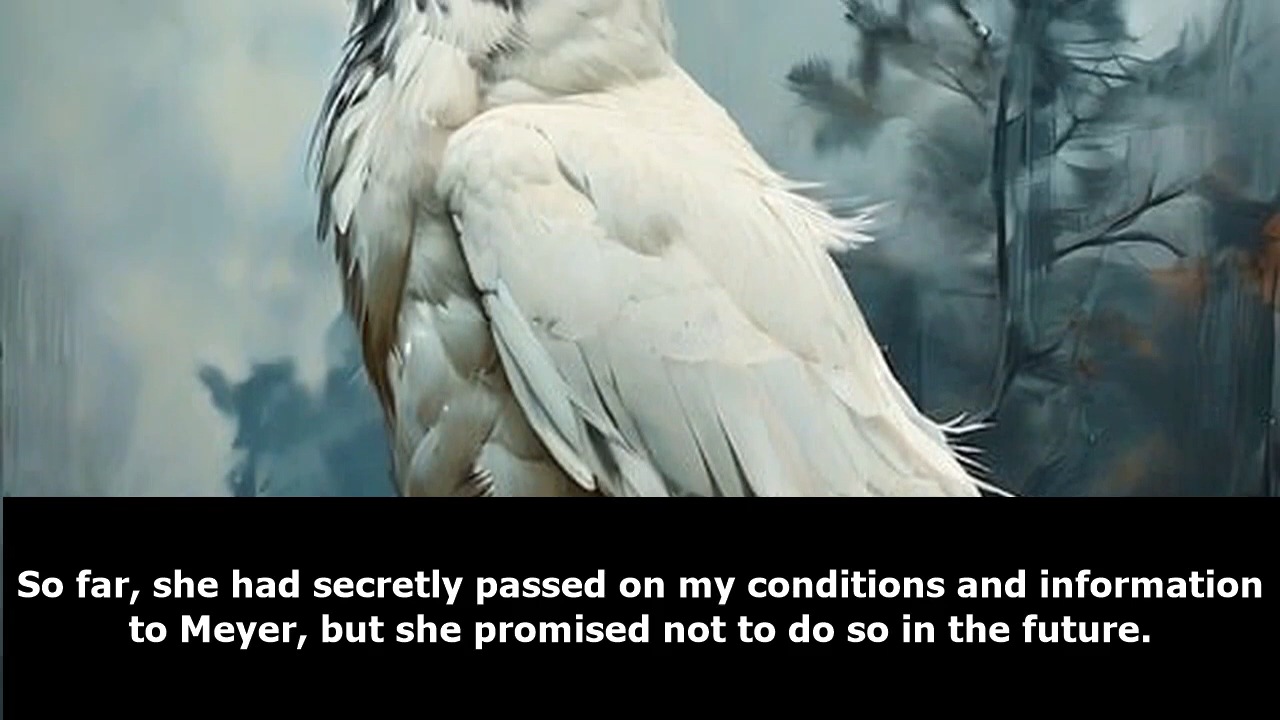 So far, she had secretly passed on my conditions and information
to Meyer, but she promised not to do so in the future.